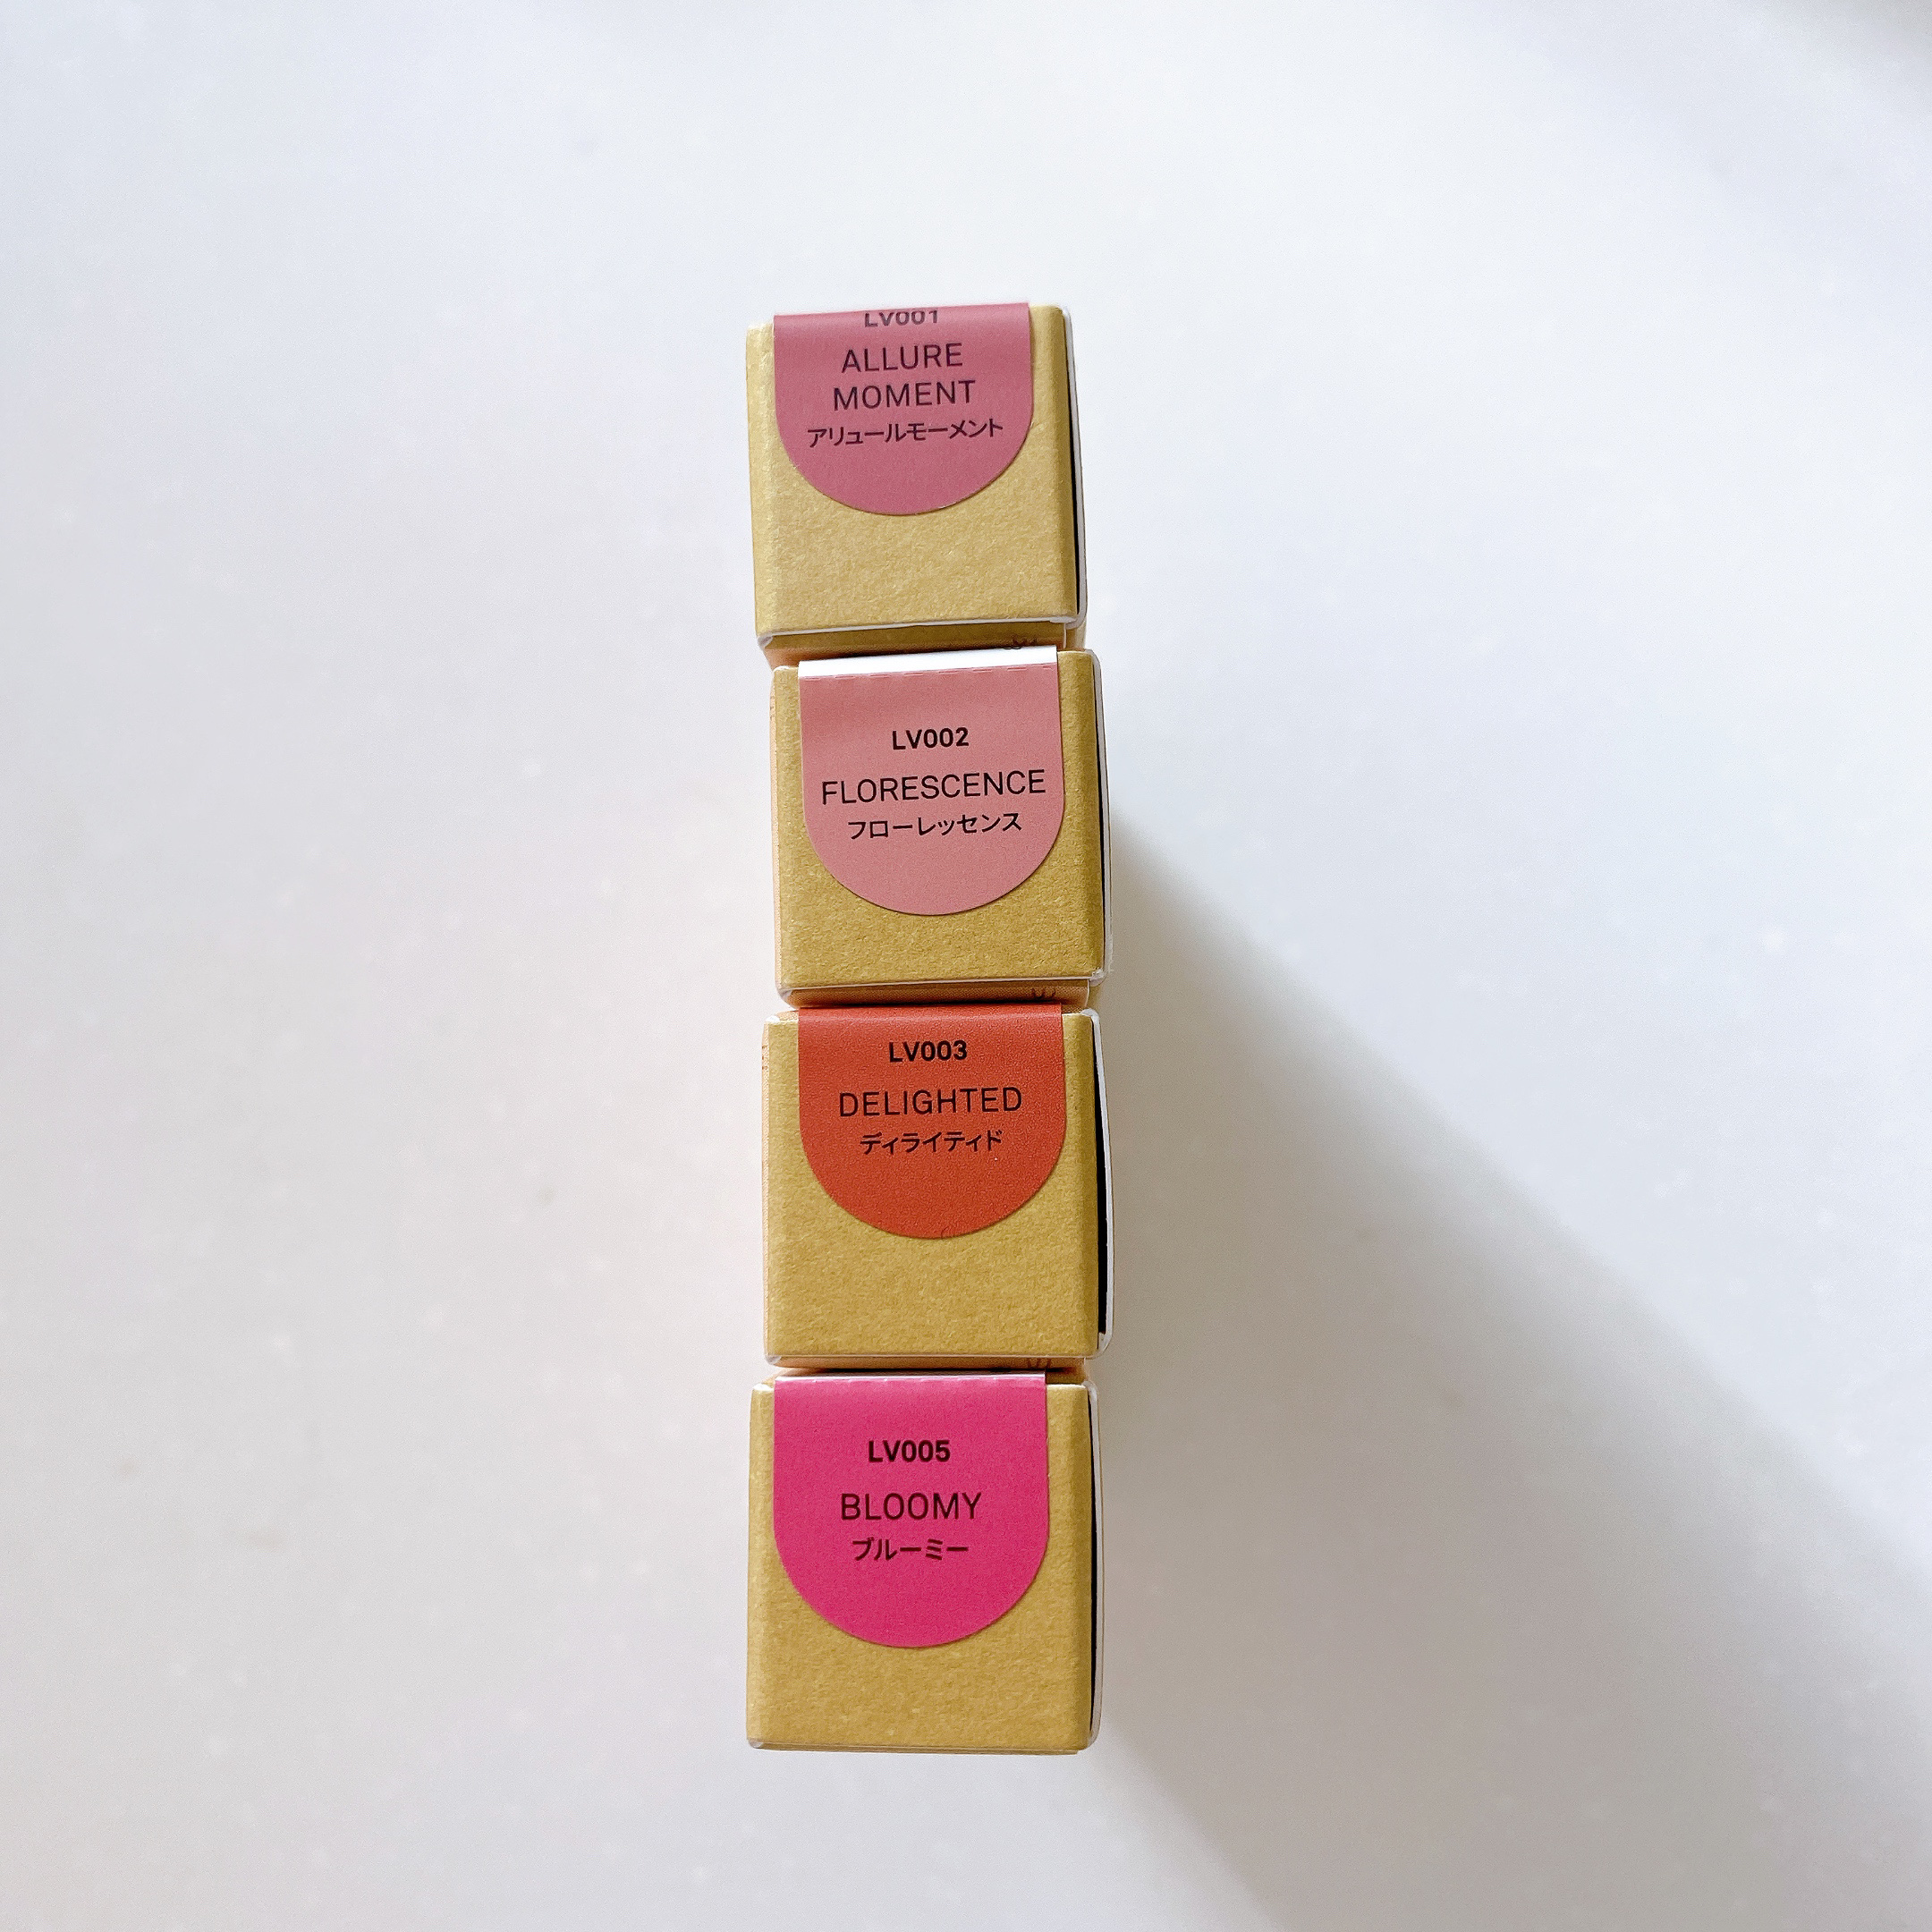 LV001
ALLURE
MOMENT
アリュールモーメント
LV002
FLORESCENCE
フローレッセンス
LV003
DELIGHTED
ディライティド
LV005
BLOOMY
ブルーミー